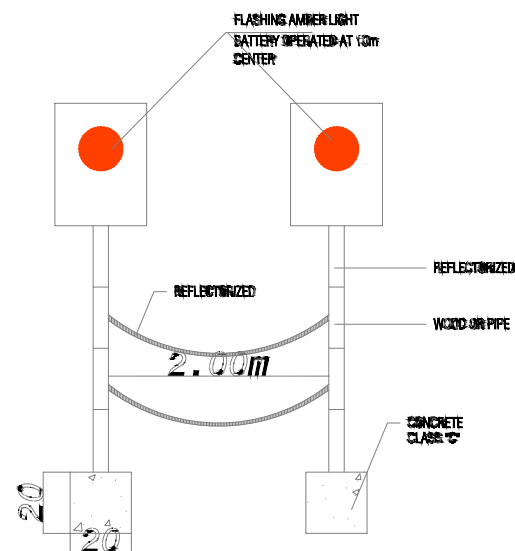 FLASHING AMBER LIGHT
BATTERY OPERATED AT 10m
CENTER
REFLECTORIZED
REFLECTORIZED
2.00m
WOOD OR PIPE
CONCRETE
CLASS "C"
20
20